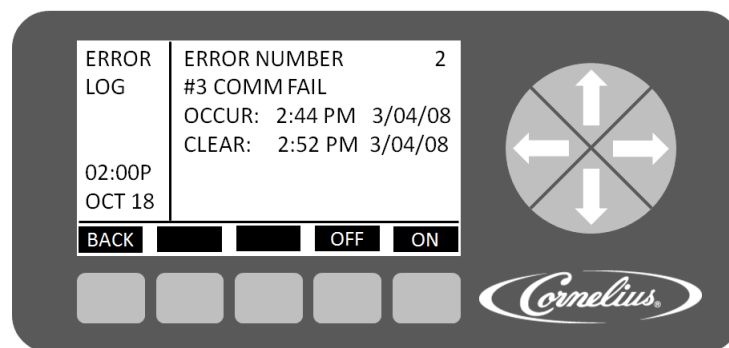 ERROR
LOG
02:00P
OCT 18
ERROR NUMBER 2
#3 COMM FAIL
OCCUR: 2:44 PM 3/04/08
CLEAR: 2:52 PM 3/04/08
BACK OFF ON
Cornelius.